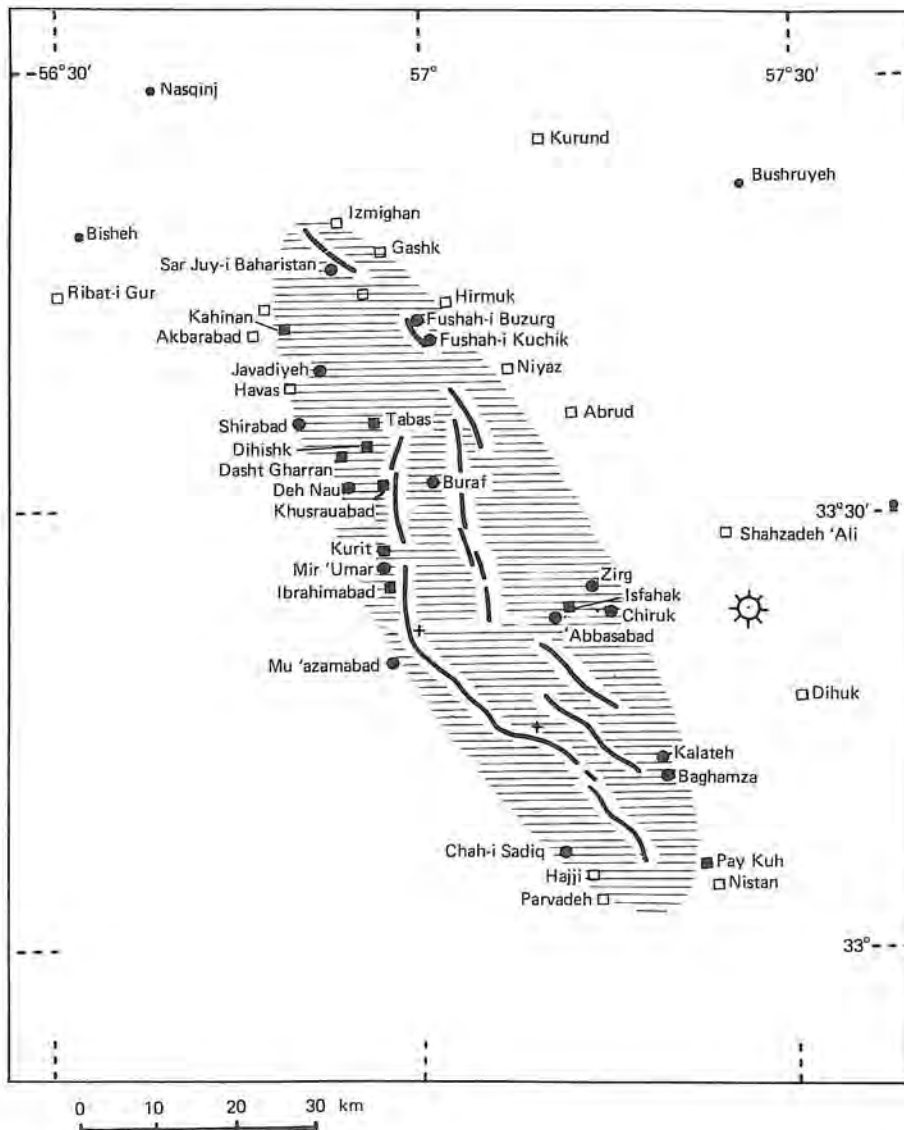 56°30′
57°
57°30′
Nasqinj
Kurund
Bushruyeh
Izmighan
Bisheh
Gashk
Sar Juy-i Baharistan
Ribat-i Gur
Hirmuk
Kahinan
Fushah-i Buzurg
Akbarabad
Fushah-i Kuchik
Javadiyeh
Niyaz
Havas
Abrud
Shirabad
Tabas
Dihishk
Dasht Gharran
Deh Nau
Buraf
Khusrauabad
33°30′
Shahzadeh ‘Ali
Kurit
Mir ‘Umar
Zirg
Ibrahimabad
Isfahak
Chiruk
‘Abbasabad
Mu ‘azamabad
Dihuk
Kalateh
Baghamza
Chah-i Sadiq
Pay Kuh
Hajji
Nistan
Parvadeh
33°
0 10 20 30 km